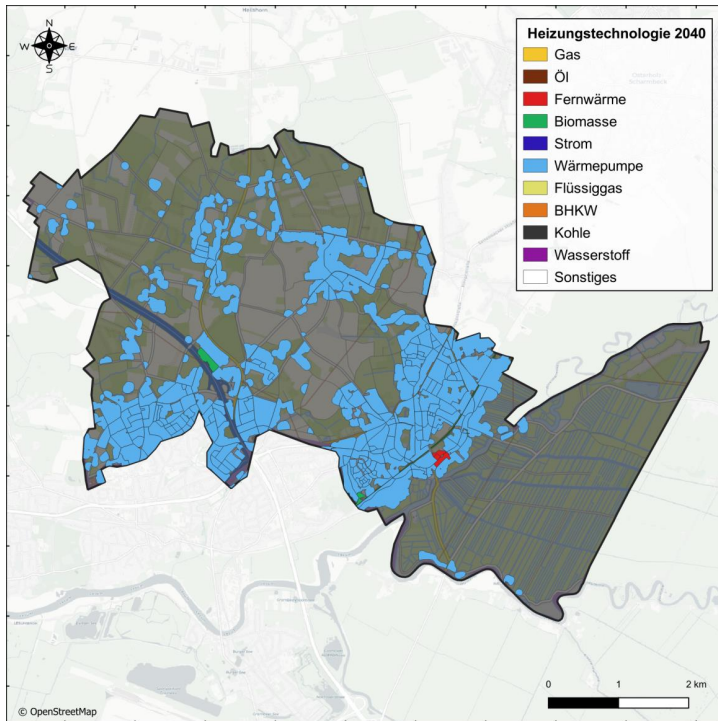 N
W E
S
Heizungstechnologie 2040
Gas
Öl
Fernwärme
Biomasse
Strom
Wärmepumpe
Flüssiggas
BHKW
Kohle
Wasserstoff
Sonstiges
0 1 2 km
© OpenStreetMap